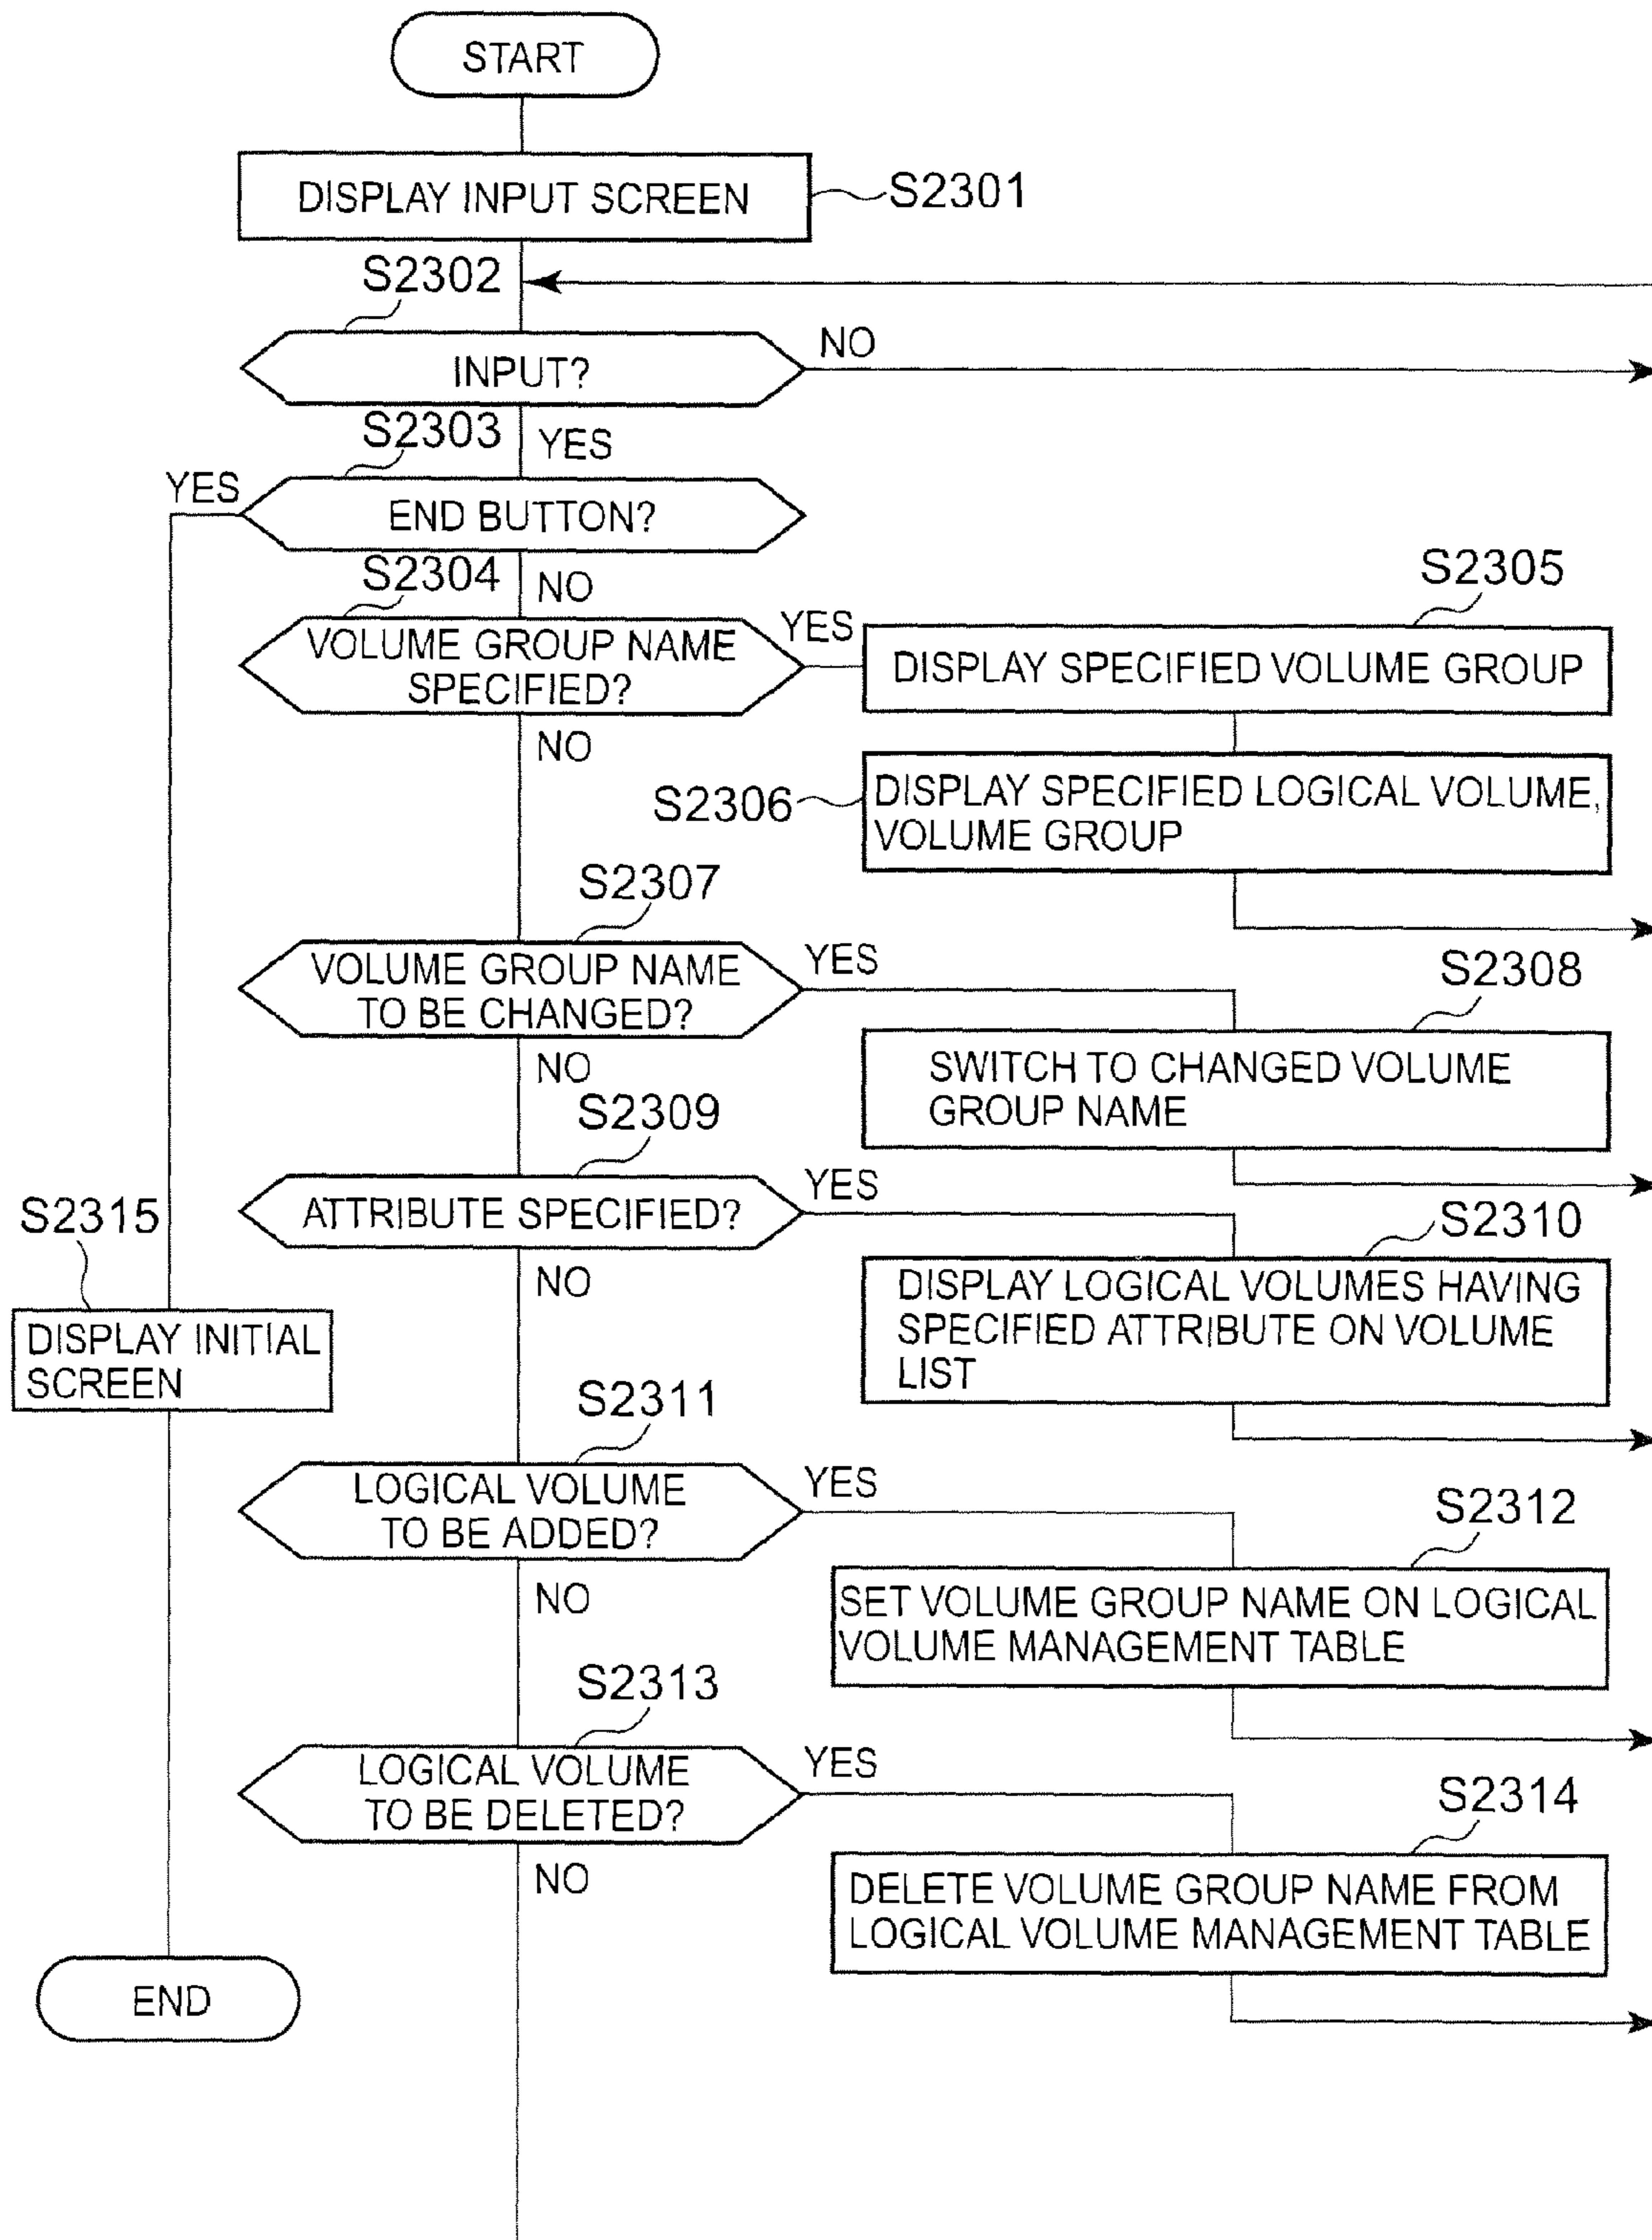 START
DISPLAY INPUT SCREEN
S2301
S2302
INPUT?
NO
S2303
YES
YES
END BUTTON?
S2304
NO
S2305
VOLUME GROUP NAME
SPECIFIED?
YES
DISPLAY SPECIFIED VOLUME GROUP
NO
S2306
DISPLAY SPECIFIED LOGICAL VOLUME,
VOLUME GROUP
S2307
VOLUME GROUP NAME
TO BE CHANGED?
YES
S2308
NO
SWITCH TO CHANGED VOLUME
GROUP NAME
S2309
ATTRIBUTE SPECIFIED?
YES
S2310
NO
DISPLAY LOGICAL VOLUMES HAVING
SPECIFIED ATTRIBUTE ON VOLUME
LIST
S2315
DISPLAY INITIAL
SCREEN
S2311
LOGICAL VOLUME
TO BE ADDED?
YES
S2312
NO
SET VOLUME GROUP NAME ON LOGICAL
VOLUME MANAGEMENT TABLE
S2313
LOGICAL VOLUME
TO BE DELETED?
YES
S2314
NO
DELETE VOLUME GROUP NAME FROM
LOGICAL VOLUME MANAGEMENT TABLE
END